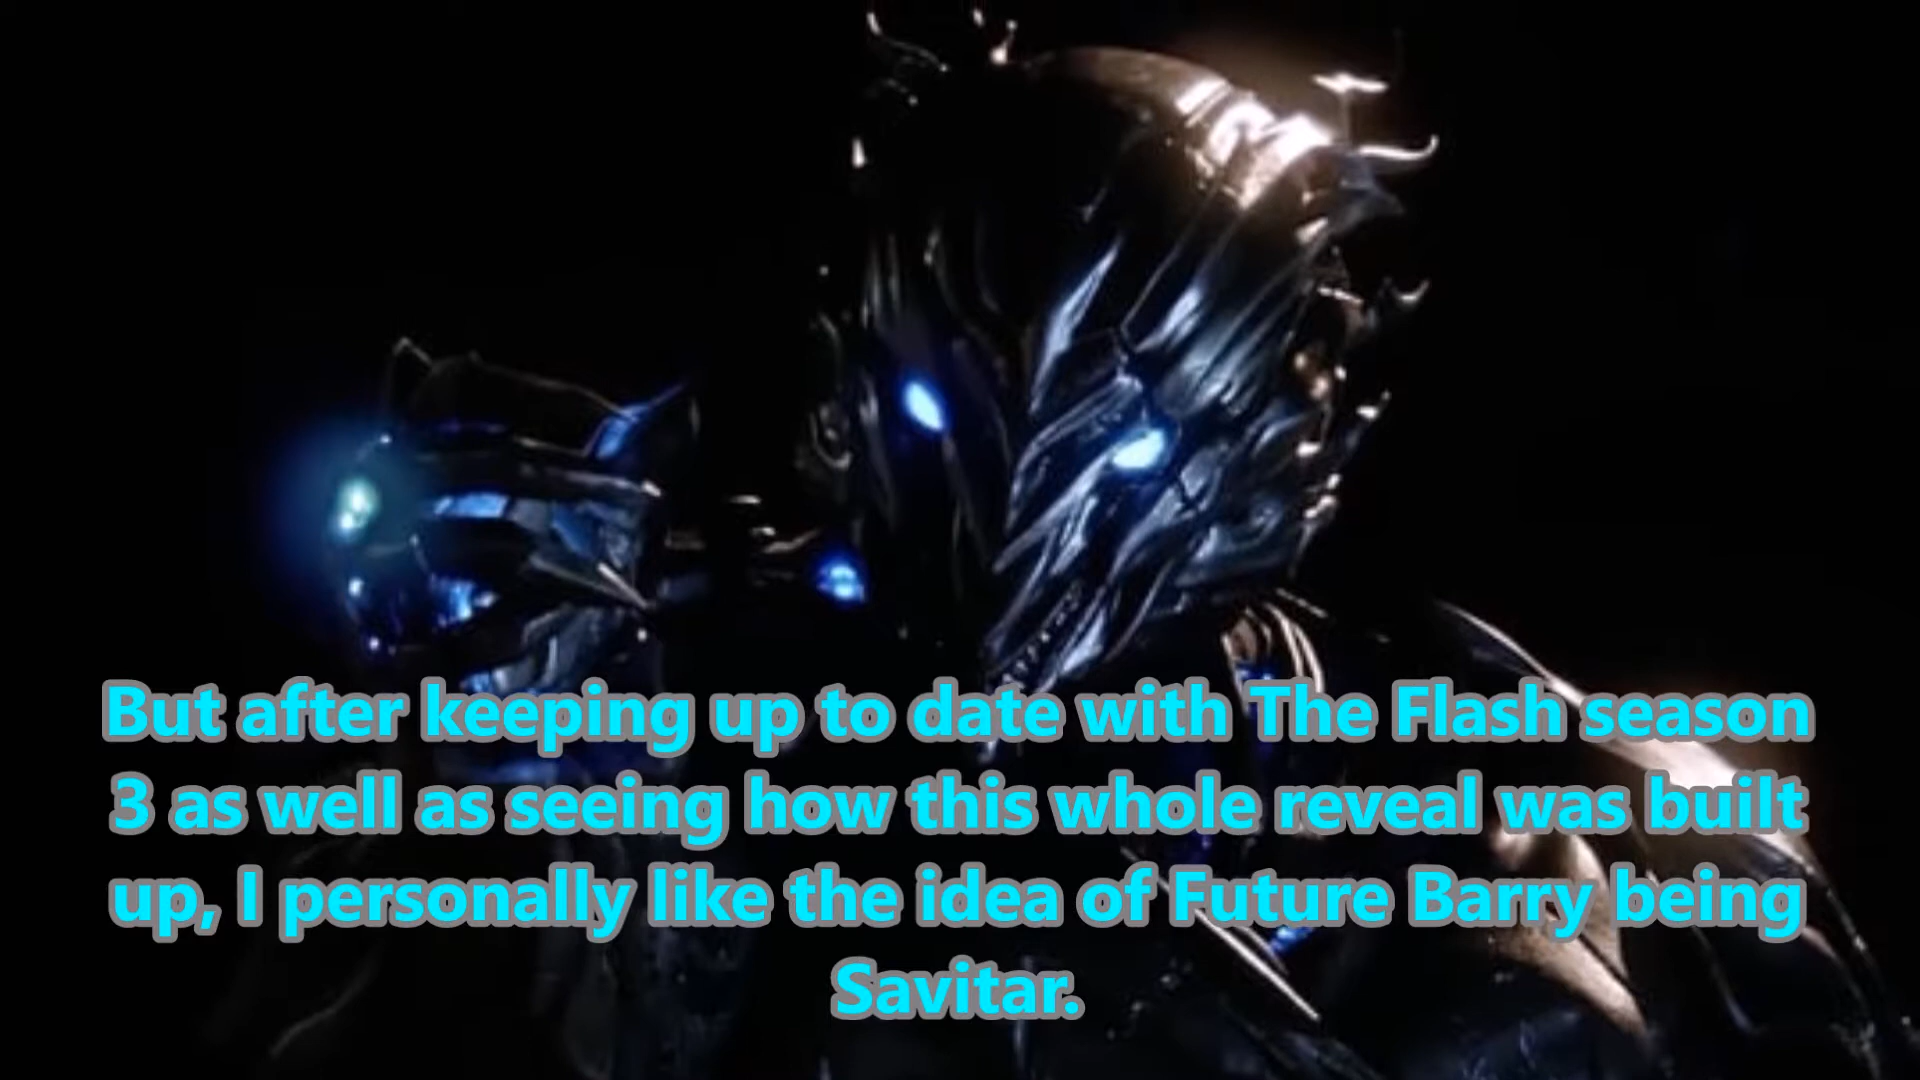 But after keeping up to date with The Flash season
3 as well as seeing how this whole reveal was built
up, I personally like the idea of Future Barry being
Savitar.